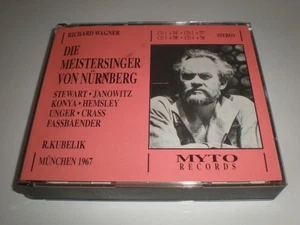 RICHARD WAGNER
STEREO
DIE
MEISTERSINGER
VON NÜRNBERG
STEWART · JANOWITZ
KONYA · HEMSLEY
UNGER · CRASS
FASSBAENDER
R.KUBELIK
MÜNCHEN 1967
MYTO
RECORDS